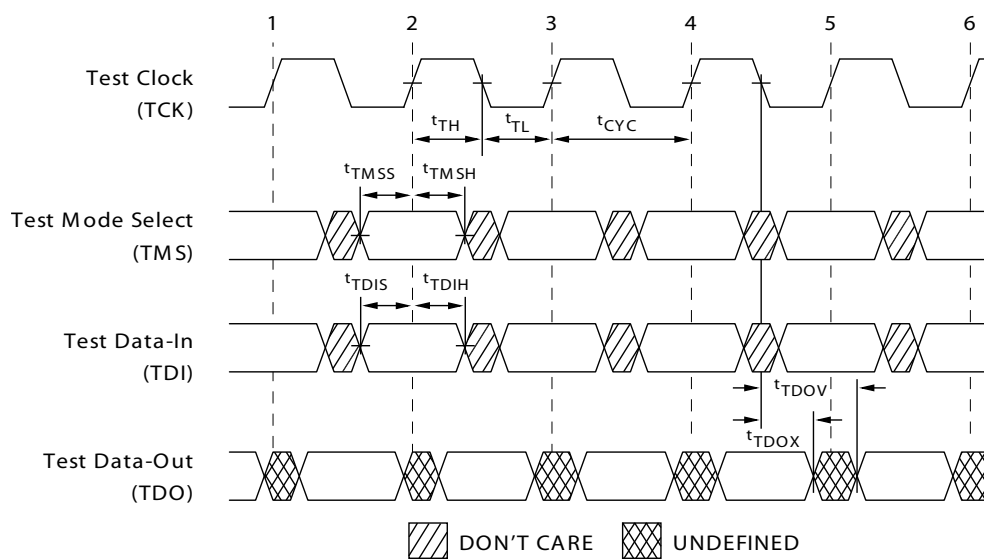 1 2 3 4 5 6
Test Clock
(TCK)
tTH tTL tCYC
tTMSS tTMSH
Test Mode Select
(TMS)
tTDIS tTDIH
Test Data-In
(TDI)
tTDOV
tTDOX
Test Data-Out
(TDO)
DON'T CARE UNDEFINED